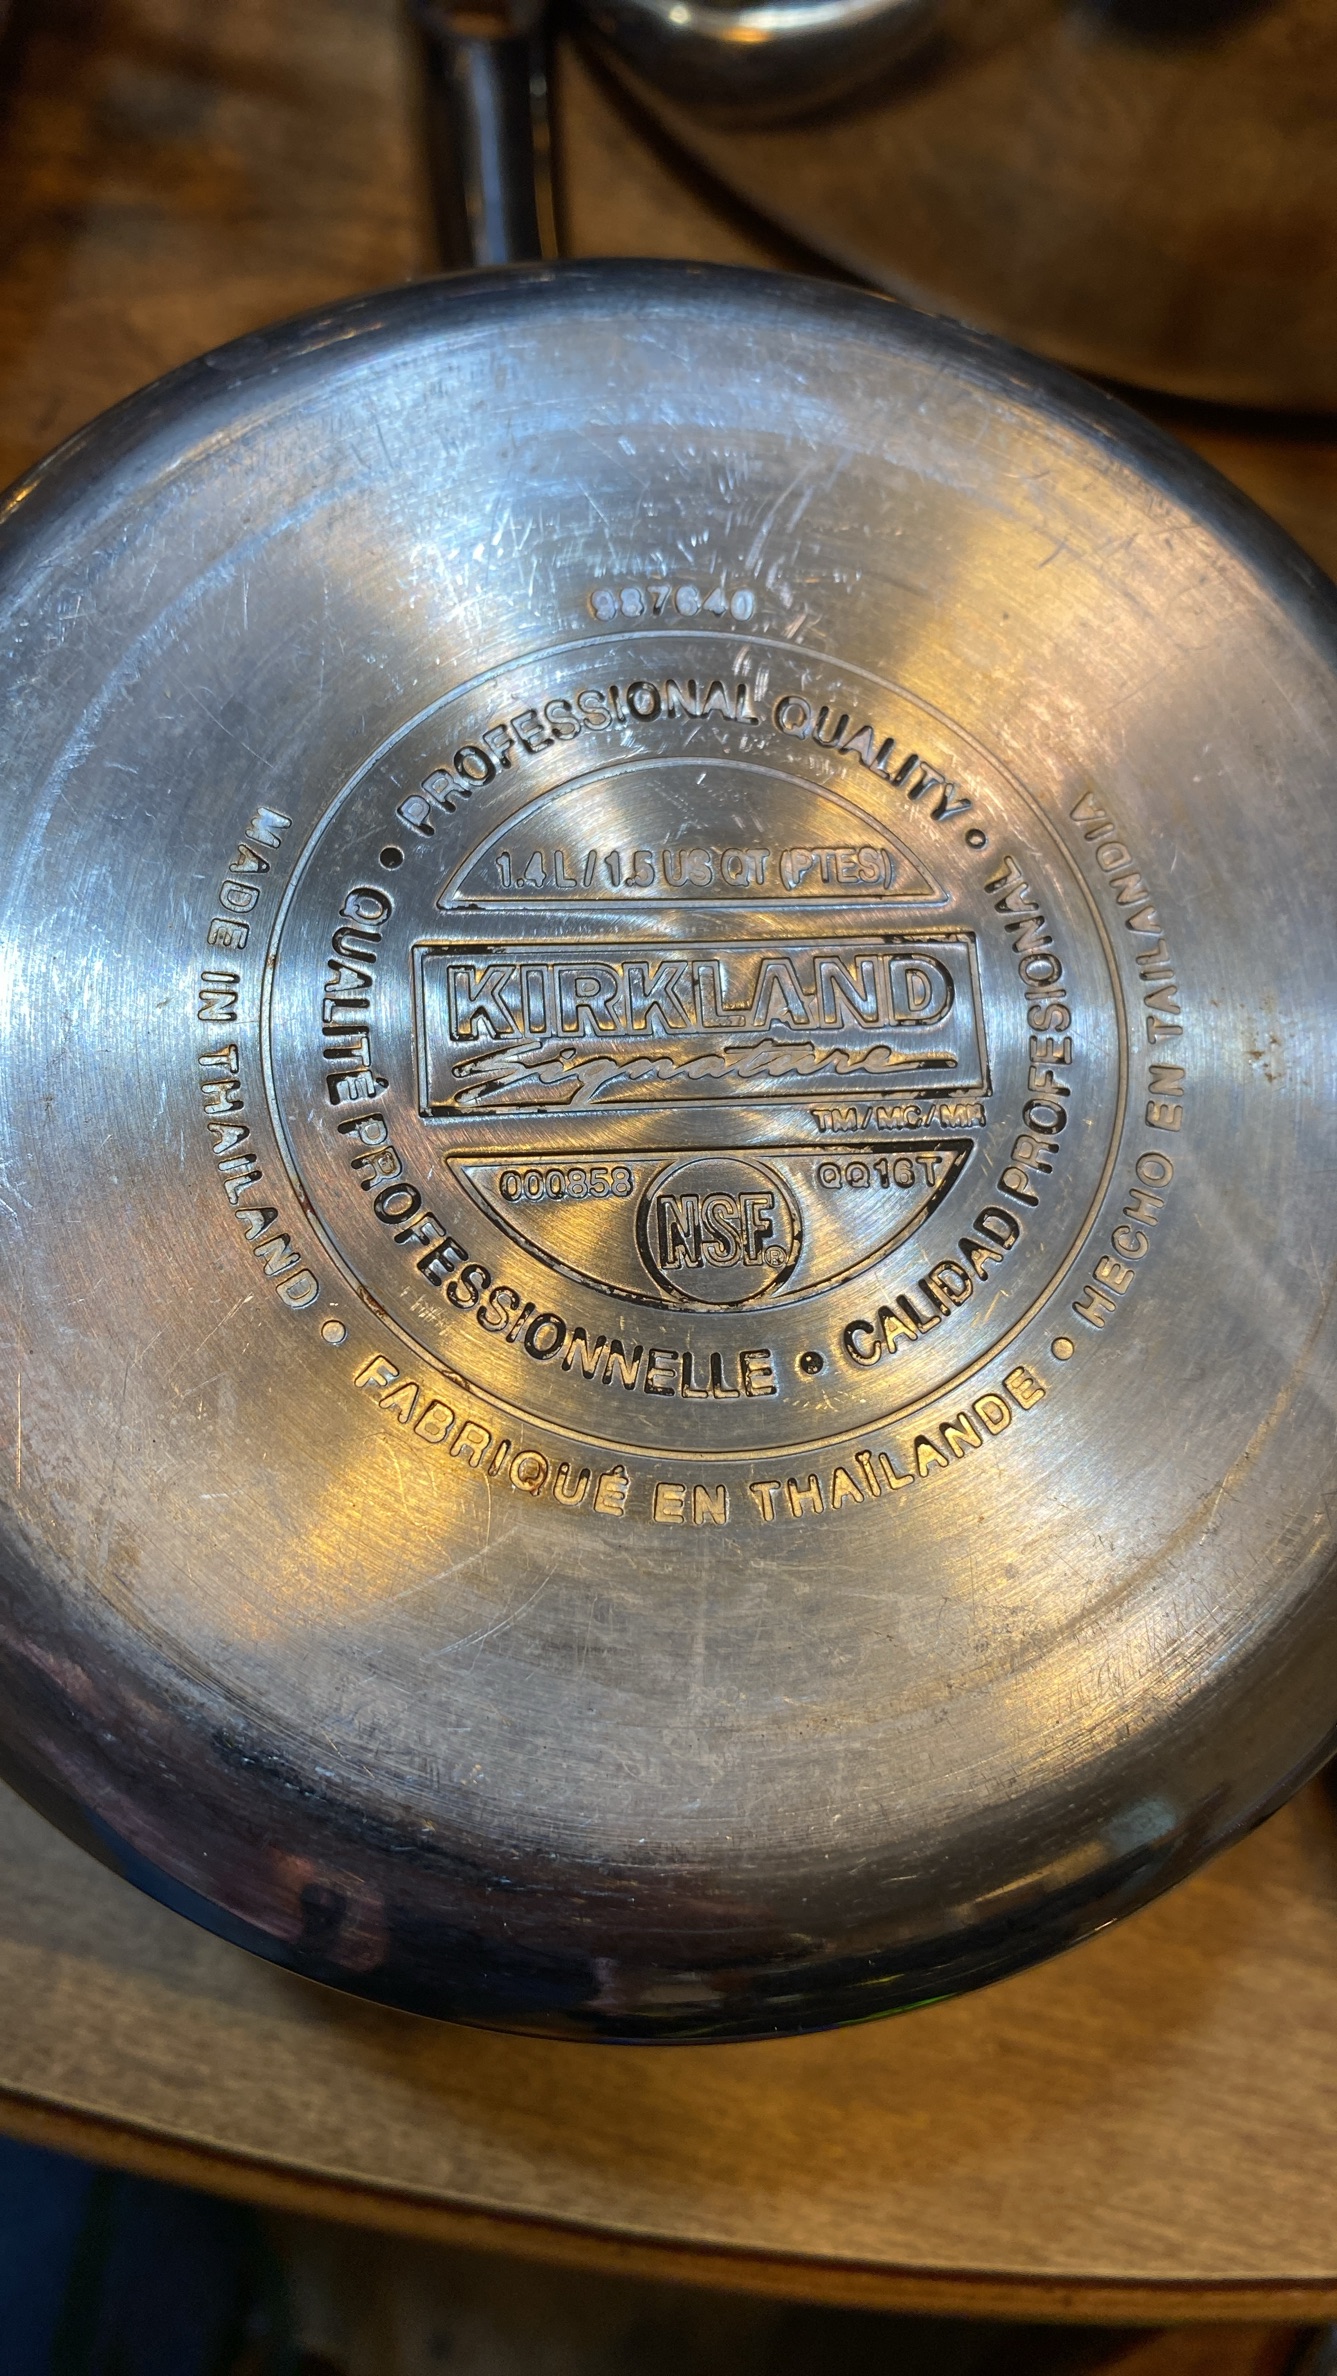 987640
PROFESSIONAL QUALITY • CALIDAD PROFESIONAL • QUALITÉ PROFESSIONNELLE •
1.4 L / 1.5 US QT (PTES)
KIRKLAND
Signature
TM/MC/MR
000858
QQ16T
NSF®
MADE IN THAILAND • FABRIQUÉ EN THAÏLANDE • HECHO EN TAILANDIA